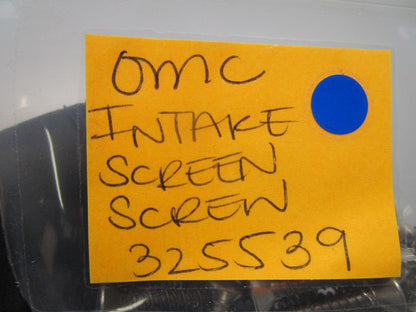 OMC
INTAKE
SCREEN
SCREW
325539